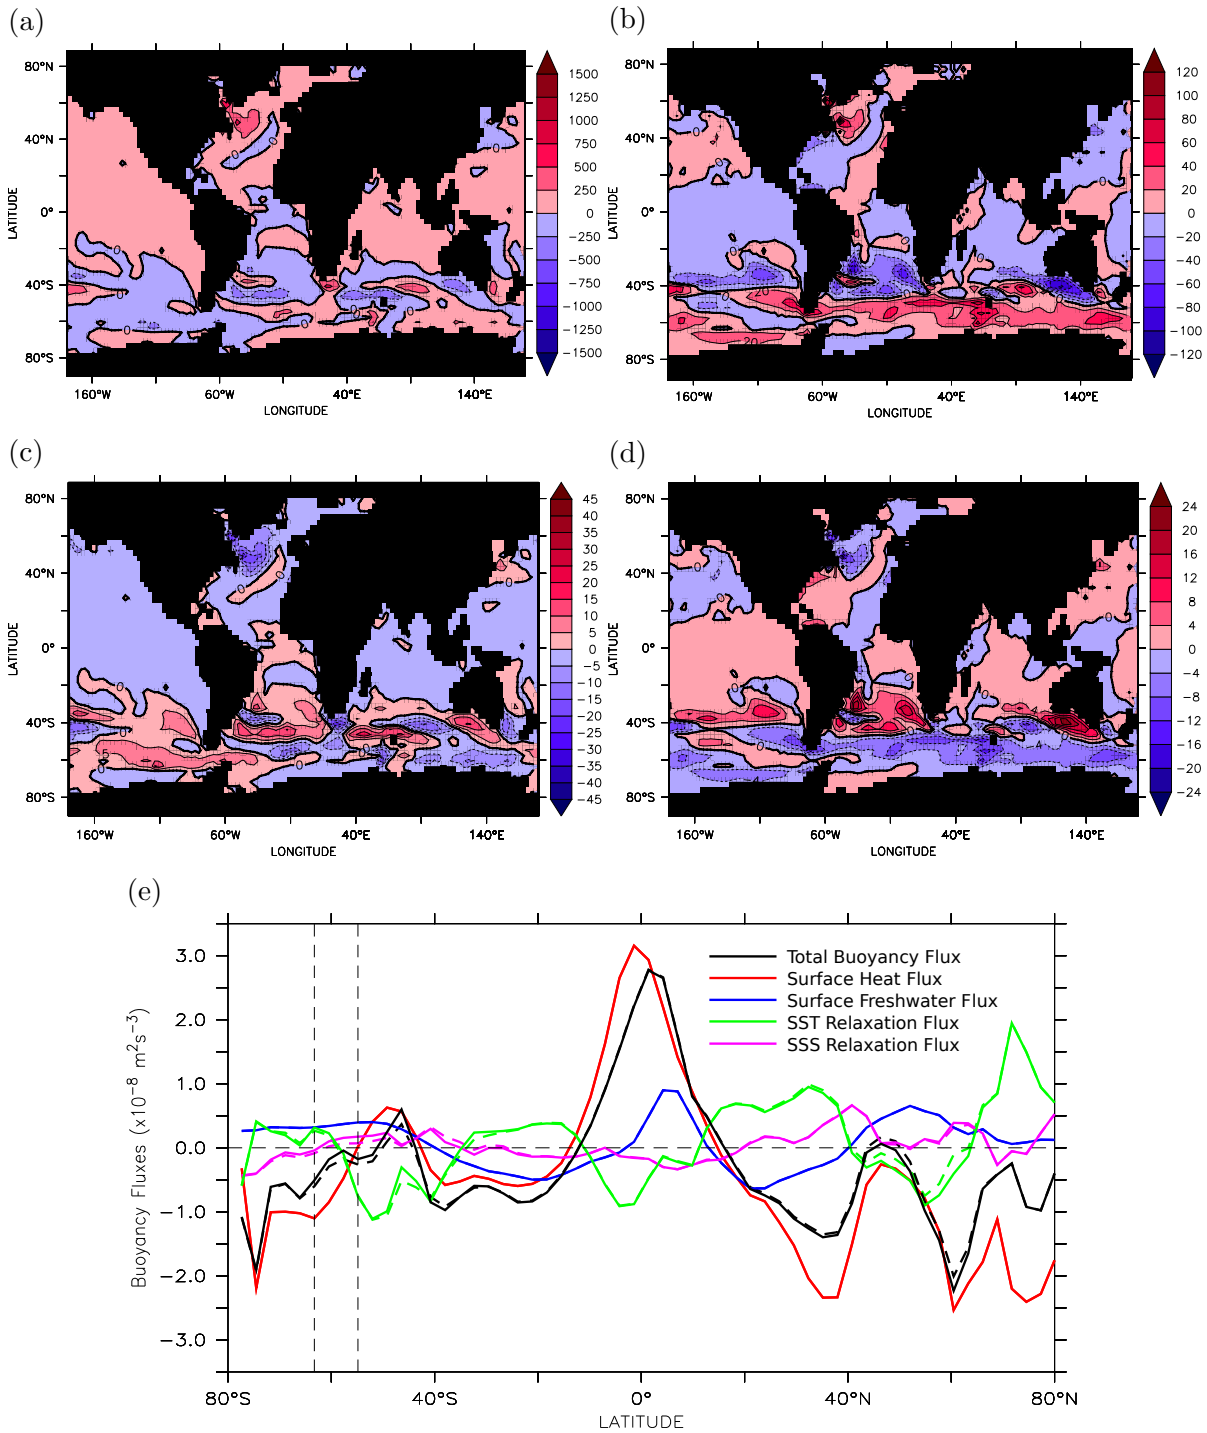 (a)
80°N
40°N
0°
40°S
80°S
LATITUDE
160°W
60°W
40°E
140°E
LONGITUDE
1500
1250
1000
750
500
250
0
−250
−500
−750
−1000
−1250
−1500
(b)
80°N
40°N
0°
40°S
80°S
LATITUDE
160°W
60°W
40°E
140°E
LONGITUDE
120
100
80
60
40
20
0
−20
−40
−60
−80
−100
−120
(c)
80°N
40°N
0°
40°S
80°S
LATITUDE
160°W
60°W
40°E
140°E
LONGITUDE
45
40
35
30
25
20
15
10
5
0
−5
−10
−15
−20
−25
−30
−35
−40
−45
(d)
80°N
40°N
0°
40°S
80°S
LATITUDE
160°W
60°W
40°E
140°E
LONGITUDE
24
20
16
12
8
4
0
−4
−8
−12
−16
−20
−24
(e)
Total Buoyancy Flux
Surface Heat Flux
Surface Freshwater Flux
SST Relaxation Flux
SSS Relaxation Flux
3.0
2.0
1.0
0.0
−1.0
−2.0
−3.0
Buoyancy Fluxes (x10⁻⁸ m²s⁻³)
80°S
40°S
0°
40°N
80°N
LATITUDE